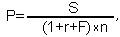 P= S / (1+r+F)×n ,